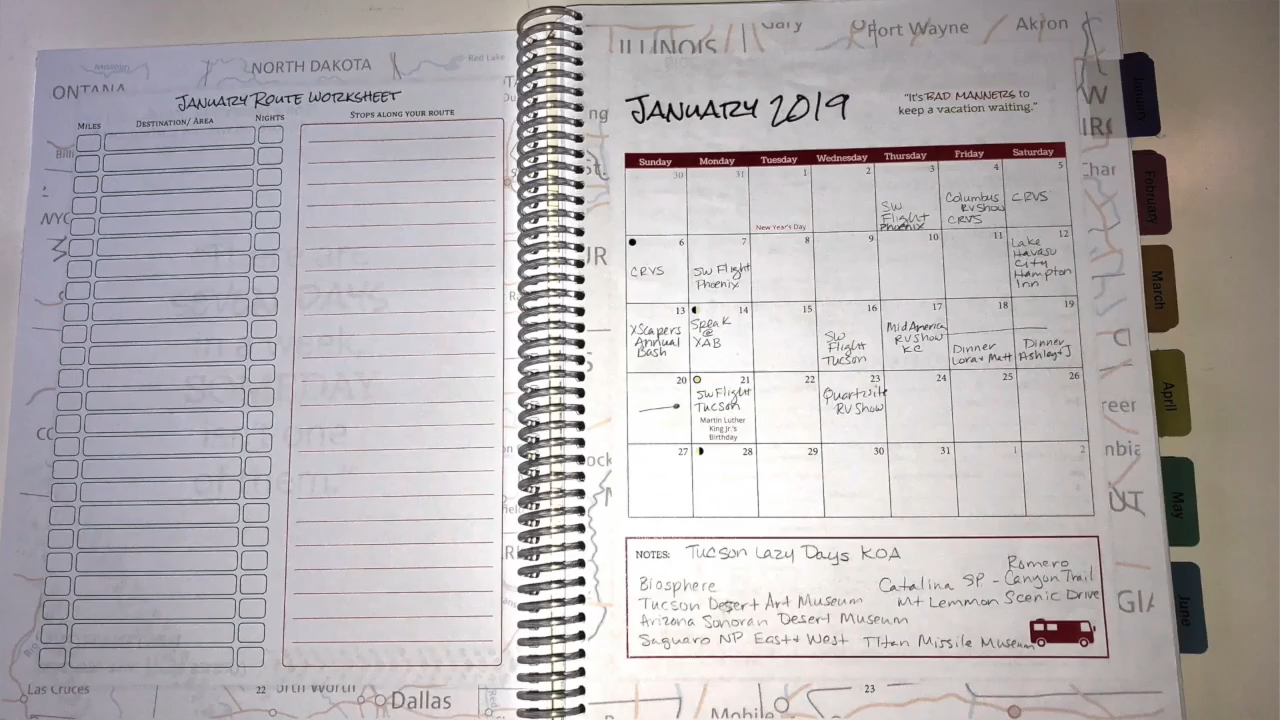 NORTH DAKOTA
Red Lake
ONTANA
JANUARY ROUTE WORKSHEET
MILES
DESTINATION/ AREA
NIGHTS
STOPS ALONG YOUR ROUTE
Las Cruces
22
Dallas
Gary
Fort Wayne
Akron
ILLINOIS
JANUARY 2019
"It's BAD MANNERS to
keep a vacation waiting."
Sunday Monday Tuesday Wednesday Thursday Friday Saturday
30 31 1 2 3 4 5
New Year's Day
SW
Flight
Phoenix
Columbus
RV Show
CRVS
CRVS
6 7 8 9 10 11 12
CRVS
SW Flight
Phoenix
Lake
Havasu
City
Hampton
Inn
13 14 15 16 17 18 19
XScapers
Annual
Bash
Speak
@
XAB
SW
Flight
Tucson
Mid America
RV Show
KC
Dinner
Lora + Matt
Dinner
Ashley + J
20 21 22 23 24 25 26
SW Flight
Tucson
Martin Luther
King Jr.'s
Birthday
Quartzsite
RV Show
27 28 29 30 31 1 2
NOTES: Tucson Lazy Days KOA
Biosphere
Tucson Desert Art Museum
Arizona Sonoran Desert Museum
Saguaro NP East + West
Romero
Catalina SP - Canyon Trail
Mt Lemmon Scenic Drive
Titan Missile Museum
23
Mobile
January
February
March
April
May
June